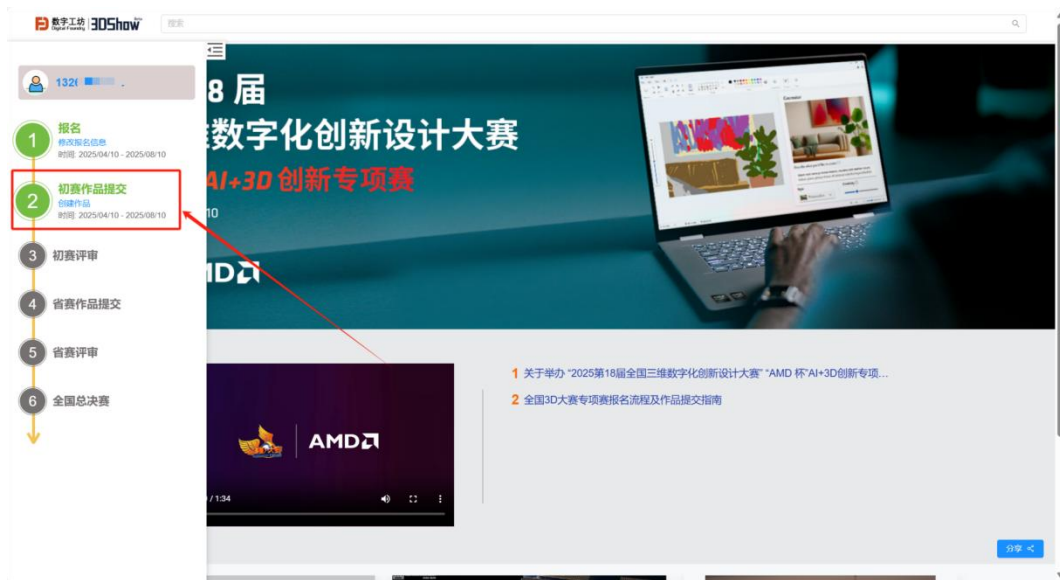 数字工坊
Digital Foundry
3DShow
搜索
132
1
报名
修改报名信息
时间: 2025/04/10 - 2025/08/10
2
初赛作品提交
创建作品
时间: 2025/04/10 - 2025/08/10
3
初赛评审
4
省赛作品提交
5
省赛评审
6
全国总决赛
8 届
数字化创新设计大赛
AI+3D 创新专项赛
10
MD
AMD
/ 1:34
1 关于举办 “2025第18届全国三维数字化创新设计大赛” “AMD 杯”AI+3D创新专项...
2 全国3D大赛专项赛报名流程及作品提交指南
分享